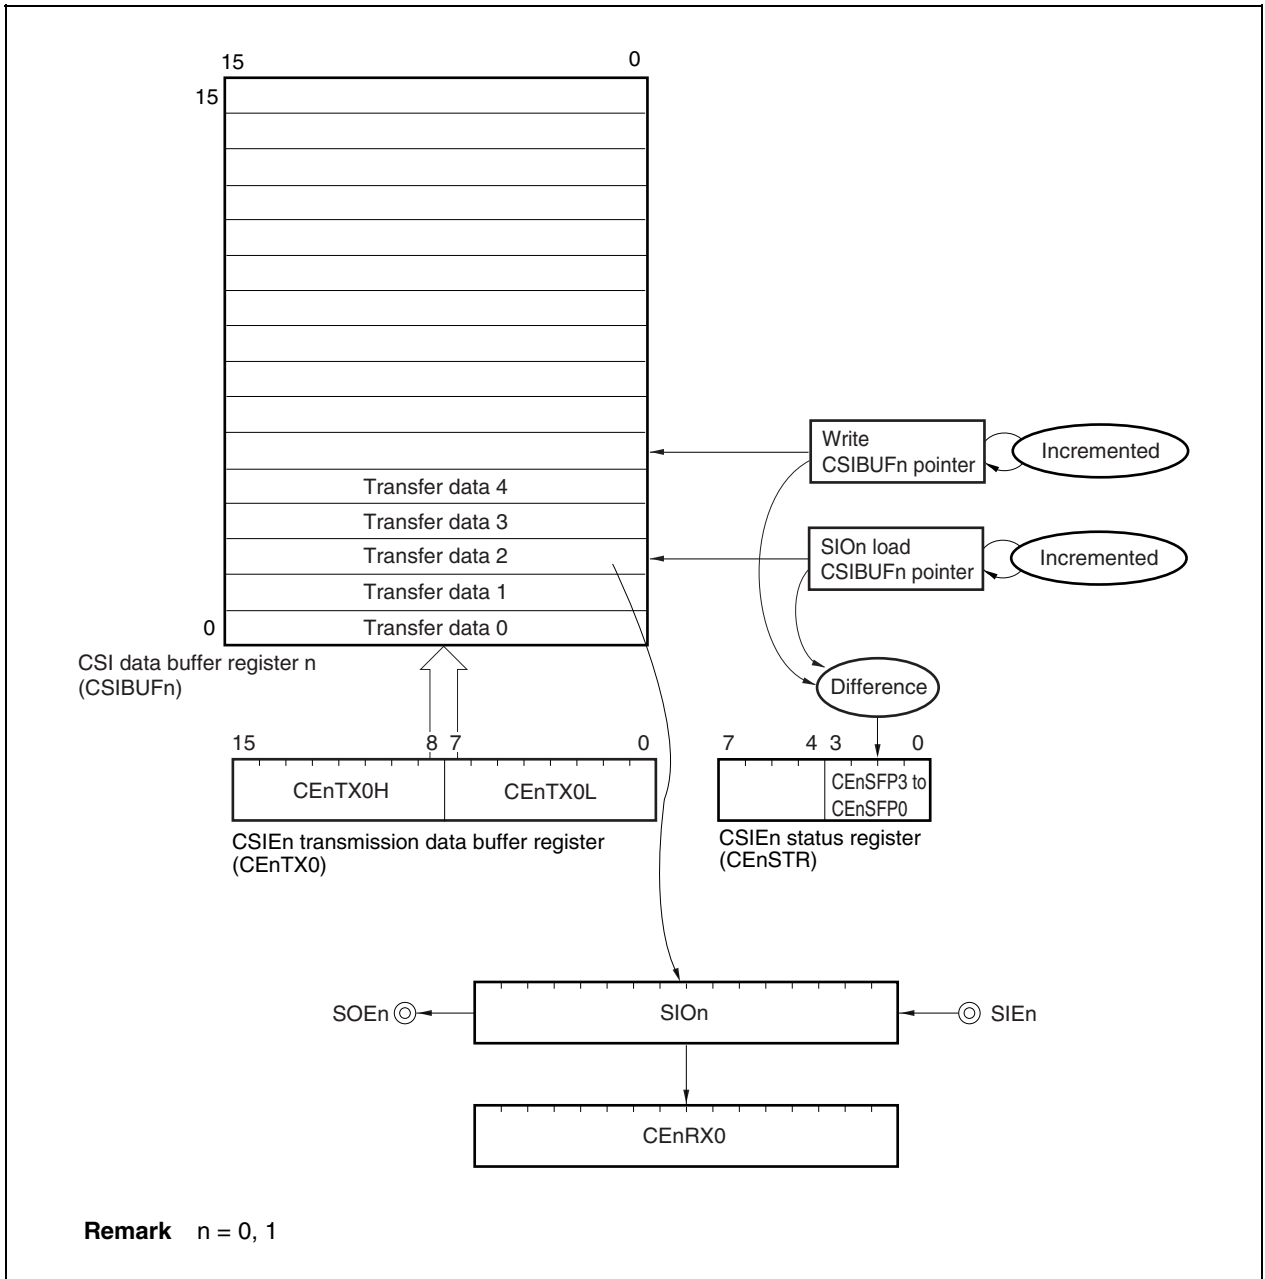 15 0
15
Transfer data 4
Transfer data 3
Transfer data 2
Transfer data 1
0 Transfer data 0
CSI data buffer register n
(CSIBUFn)
Write
CSIBUFn pointer
Incremented
SIOn load
CSIBUFn pointer
Incremented
Difference
15 8 7 0
CEnTX0H CEnTX0L
CSIEn transmission data buffer register
(CEnTX0)
7 4 3 0
CEnSFP3 to
CEnSFP0
CSIEn status register
(CEnSTR)
SOEn SIOn SIEn
CEnRX0
Remark n = 0, 1